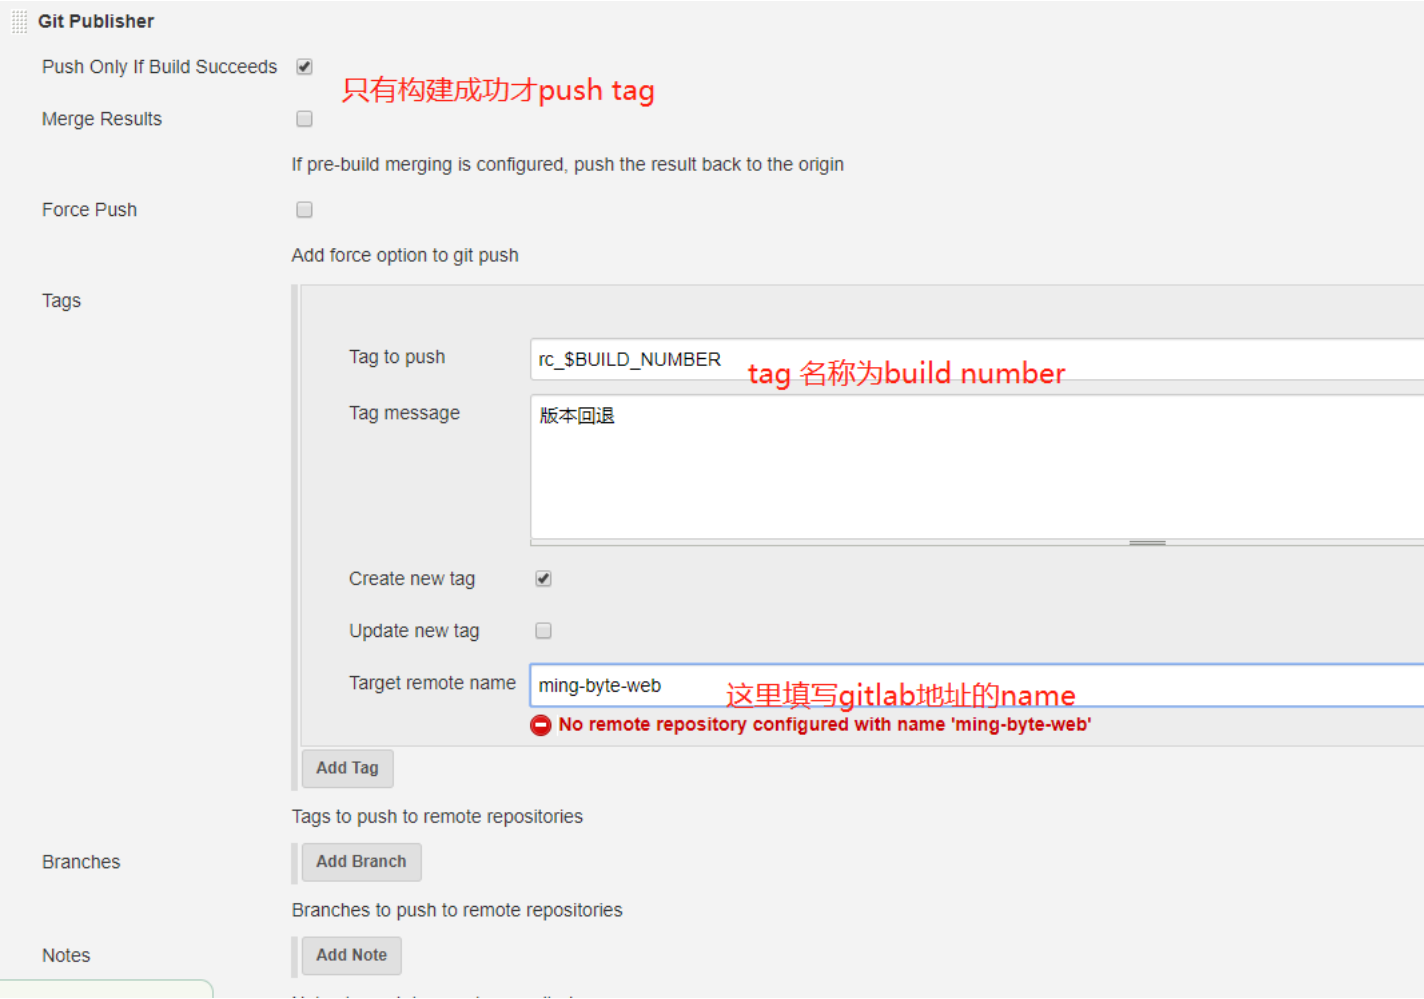 Git Publisher
Push Only If Build Succeeds
只有构建成功才push tag
Merge Results
If pre-build merging is configured, push the result back to the origin
Force Push
Add force option to git push
Tags
Tag to push
rc_$BUILD_NUMBER
tag 名称为build number
Tag message
版本回退
Create new tag
Update new tag
Target remote name
ming-byte-web
这里填写gitlab地址的name
No remote repository configured with name 'ming-byte-web'
Add Tag
Tags to push to remote repositories
Branches
Add Branch
Branches to push to remote repositories
Notes
Add Note